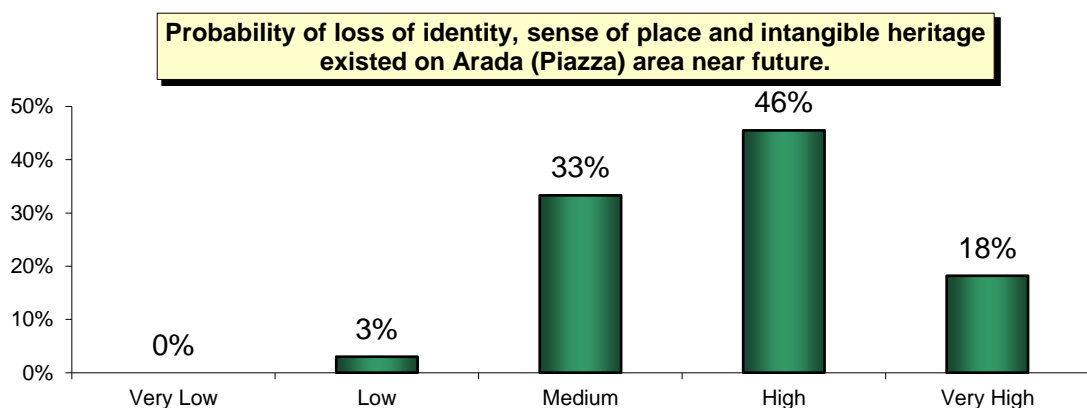 Probability of loss of identity, sense of place and intangible heritage
existed on Arada (Piazza) area near future.
50%
40%
30%
20%
10%
0%
0%
3%
33%
46%
18%
Very Low
Low
Medium
High
Very High